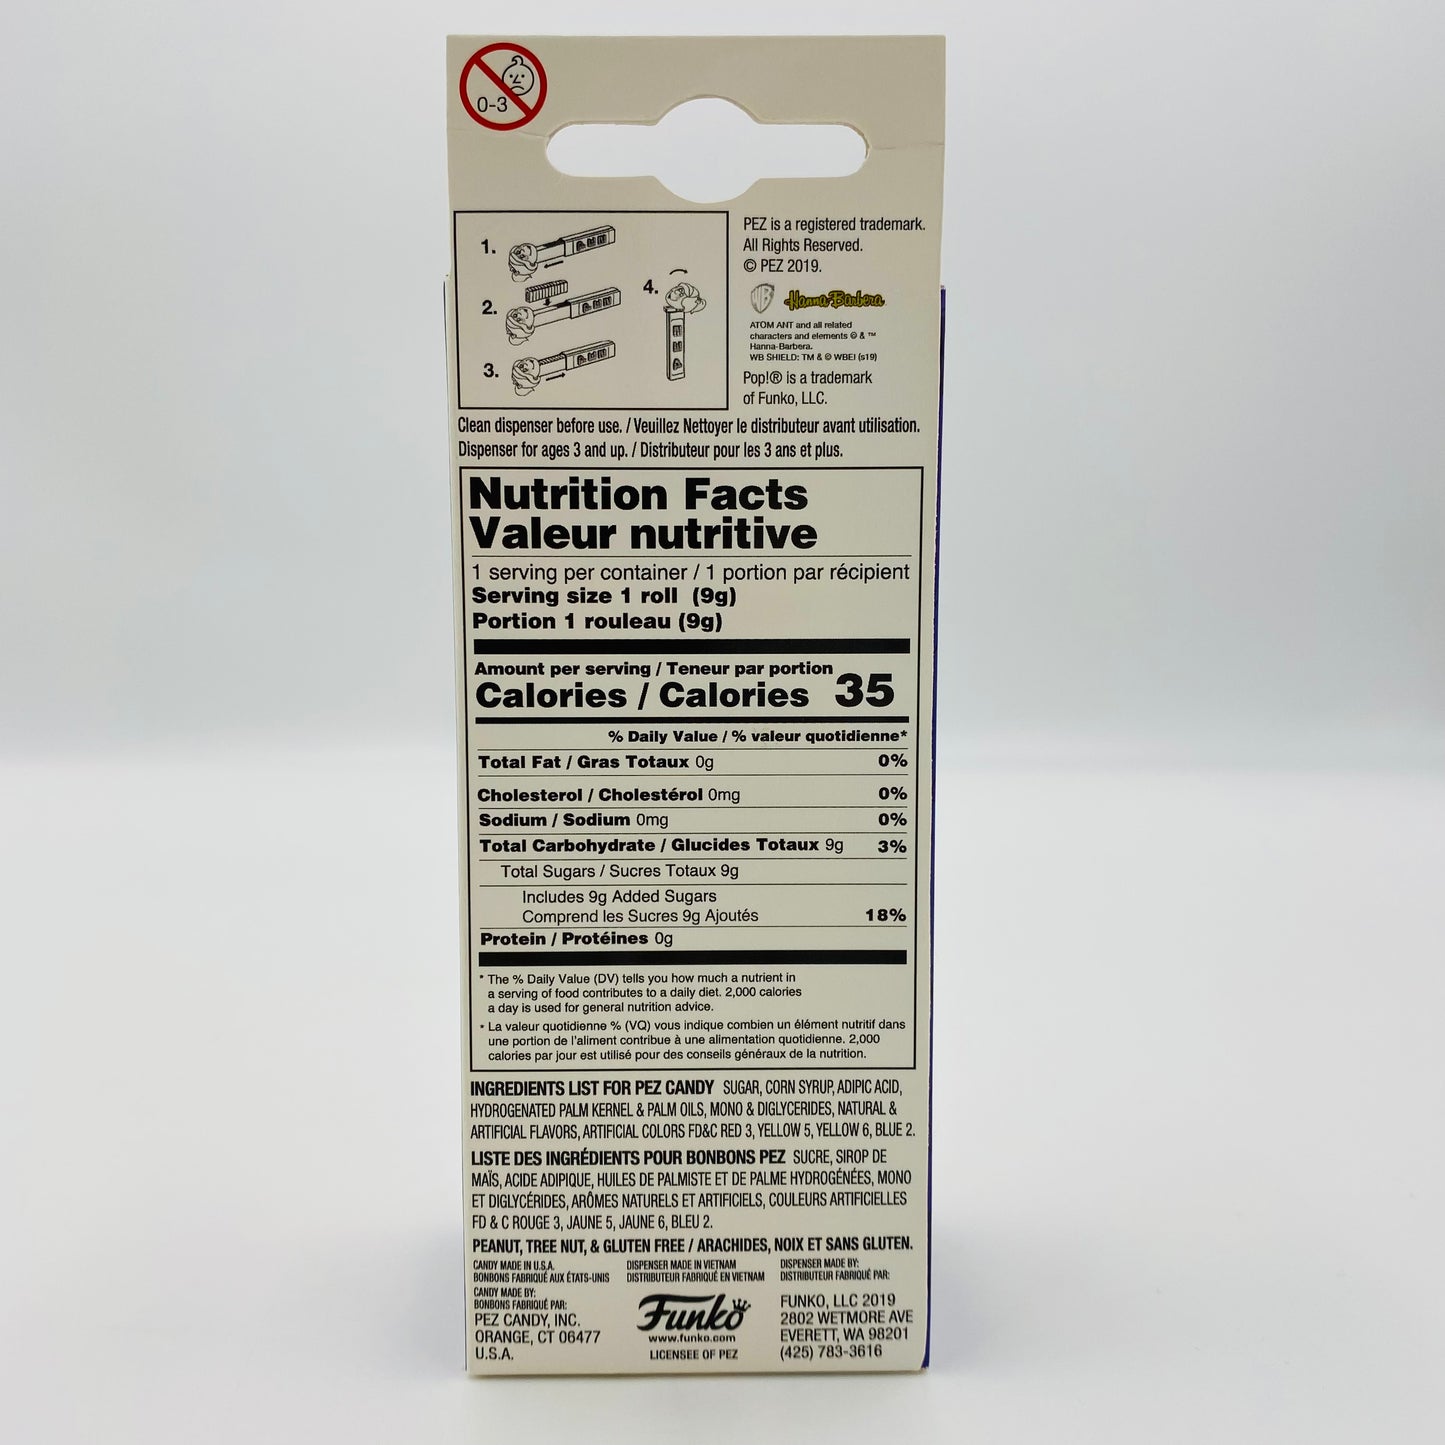 0-3
1.
2.
3.
4.
PEZ is a registered trademark.
All Rights Reserved.
© PEZ 2019.
WB
Hanna-Barbera
ATOM ANT and all related
characters and elements © & ™
Hanna-Barbera.
WB SHIELD: TM & © WBEI (s19)
Pop!® is a trademark
of Funko, LLC.
Clean dispenser before use. / Veuillez Nettoyer le distributeur avant utilisation.
Dispenser for ages 3 and up. / Distributeur pour les 3 ans et plus.
Nutrition Facts
Valeur nutritive
1 serving per container / 1 portion par récipient
Serving size 1 roll (9g)
Portion 1 rouleau (9g)
Amount per serving / Teneur par portion
Calories / Calories 35
% Daily Value / % valeur quotidienne*
Total Fat / Gras Totaux 0g 0%
Cholesterol / Cholestérol 0mg 0%
Sodium / Sodium 0mg 0%
Total Carbohydrate / Glucides Totaux 9g 3%
Total Sugars / Sucres Totaux 9g
Includes 9g Added Sugars
Comprend les Sucres 9g Ajoutés 18%
Protein / Protéines 0g
* The % Daily Value (DV) tells you how much a nutrient in
a serving of food contributes to a daily diet. 2,000 calories
a day is used for general nutrition advice.
* La valeur quotidienne % (VQ) vous indique combien un élément nutritif dans
une portion de l'aliment contribue à une alimentation quotidienne. 2,000
calories par jour est utilisé pour des conseils généraux de la nutrition.
INGREDIENTS LIST FOR PEZ CANDY SUGAR, CORN SYRUP, ADIPIC ACID,
HYDROGENATED PALM KERNEL & PALM OILS, MONO & DIGLYCERIDES, NATURAL &
ARTIFICIAL FLAVORS, ARTIFICIAL COLORS FD&C RED 3, YELLOW 5, YELLOW 6, BLUE 2.
LISTE DES INGRÉDIENTS POUR BONBONS PEZ SUCRE, SIROP DE
MAÏS, ACIDE ADIPIQUE, HUILES DE PALMISTE ET DE PALME HYDROGÉNÉES, MONO
ET DIGLYCÉRIDES, ARÔMES NATURELS ET ARTIFICIELS, COULEURS ARTIFICIELLES
FD & C ROUGE 3, JAUNE 5, JAUNE 6, BLEU 2.
PEANUT, TREE NUT, & GLUTEN FREE / ARACHIDES, NOIX ET SANS GLUTEN.
CANDY MADE IN U.S.A.
BONBONS FABRIQUÉ AUX ÉTATS-UNIS
CANDY MADE BY:
BONBONS FABRIQUÉ PAR:
PEZ CANDY, INC.
ORANGE, CT 06477
U.S.A.
DISPENSER MADE IN VIETNAM
DISTRIBUTEUR FABRIQUÉ EN VIETNAM
Funko
www.funko.com
LICENSEE OF PEZ
DISPENSER MADE BY:
DISTRIBUTEUR FABRIQUÉ PAR:
FUNKO, LLC 2019
2802 WETMORE AVE
EVERETT, WA 98201
(425) 783-3616